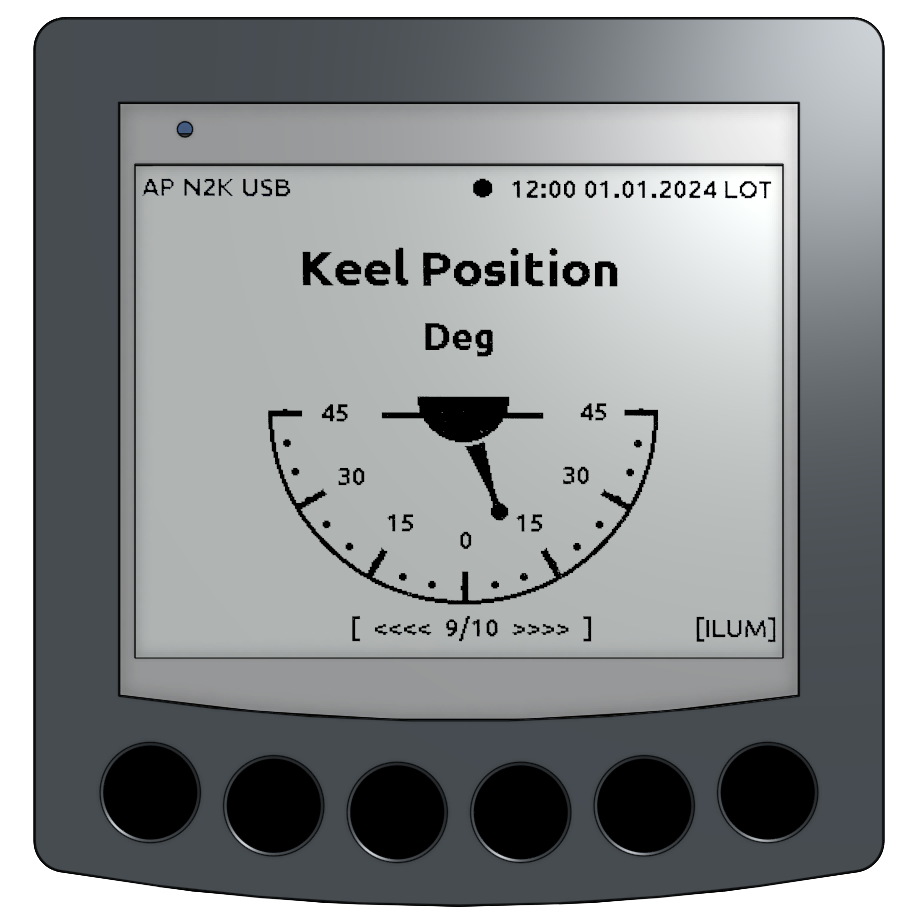 AP N2K USB
12:00 01.01.2024 LOT
Keel Position
Deg
45 45
30 30
15 15
0
[ <<<< 9/10 >>>> ]
[ILUM]